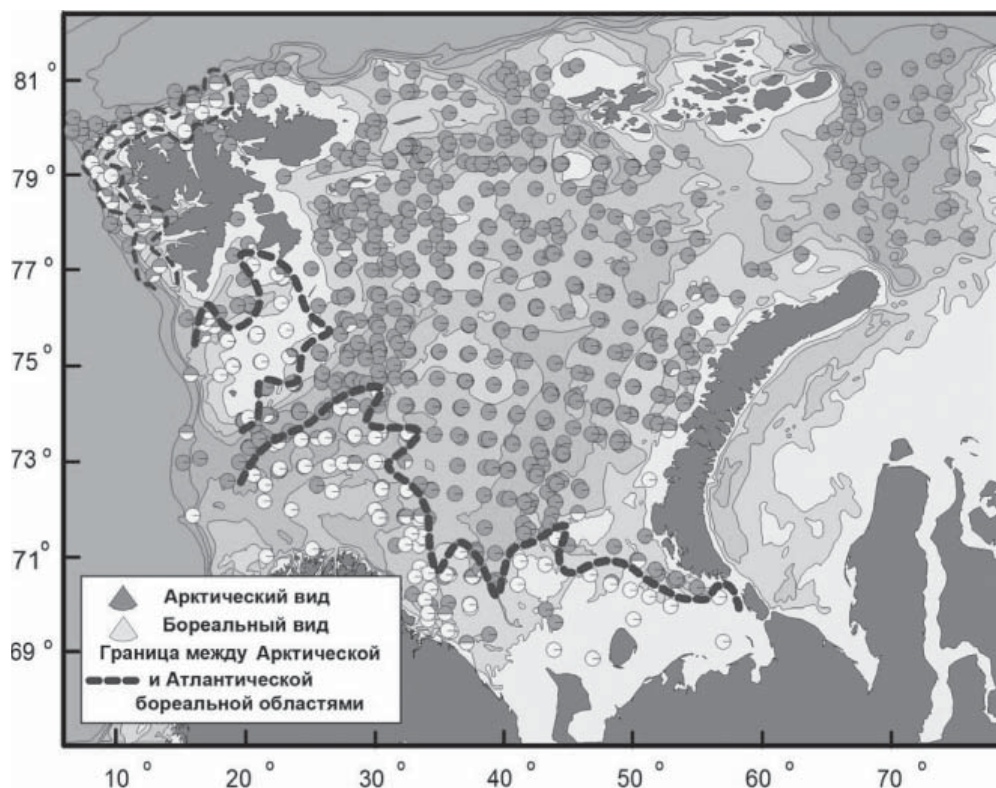 81°
79°
77°
75°
73°
71°
69°
Арктический вид
Бореальный вид
Граница между Арктической
и Атлантической
бореальной областями
10° 20° 30° 40° 50° 60° 70°